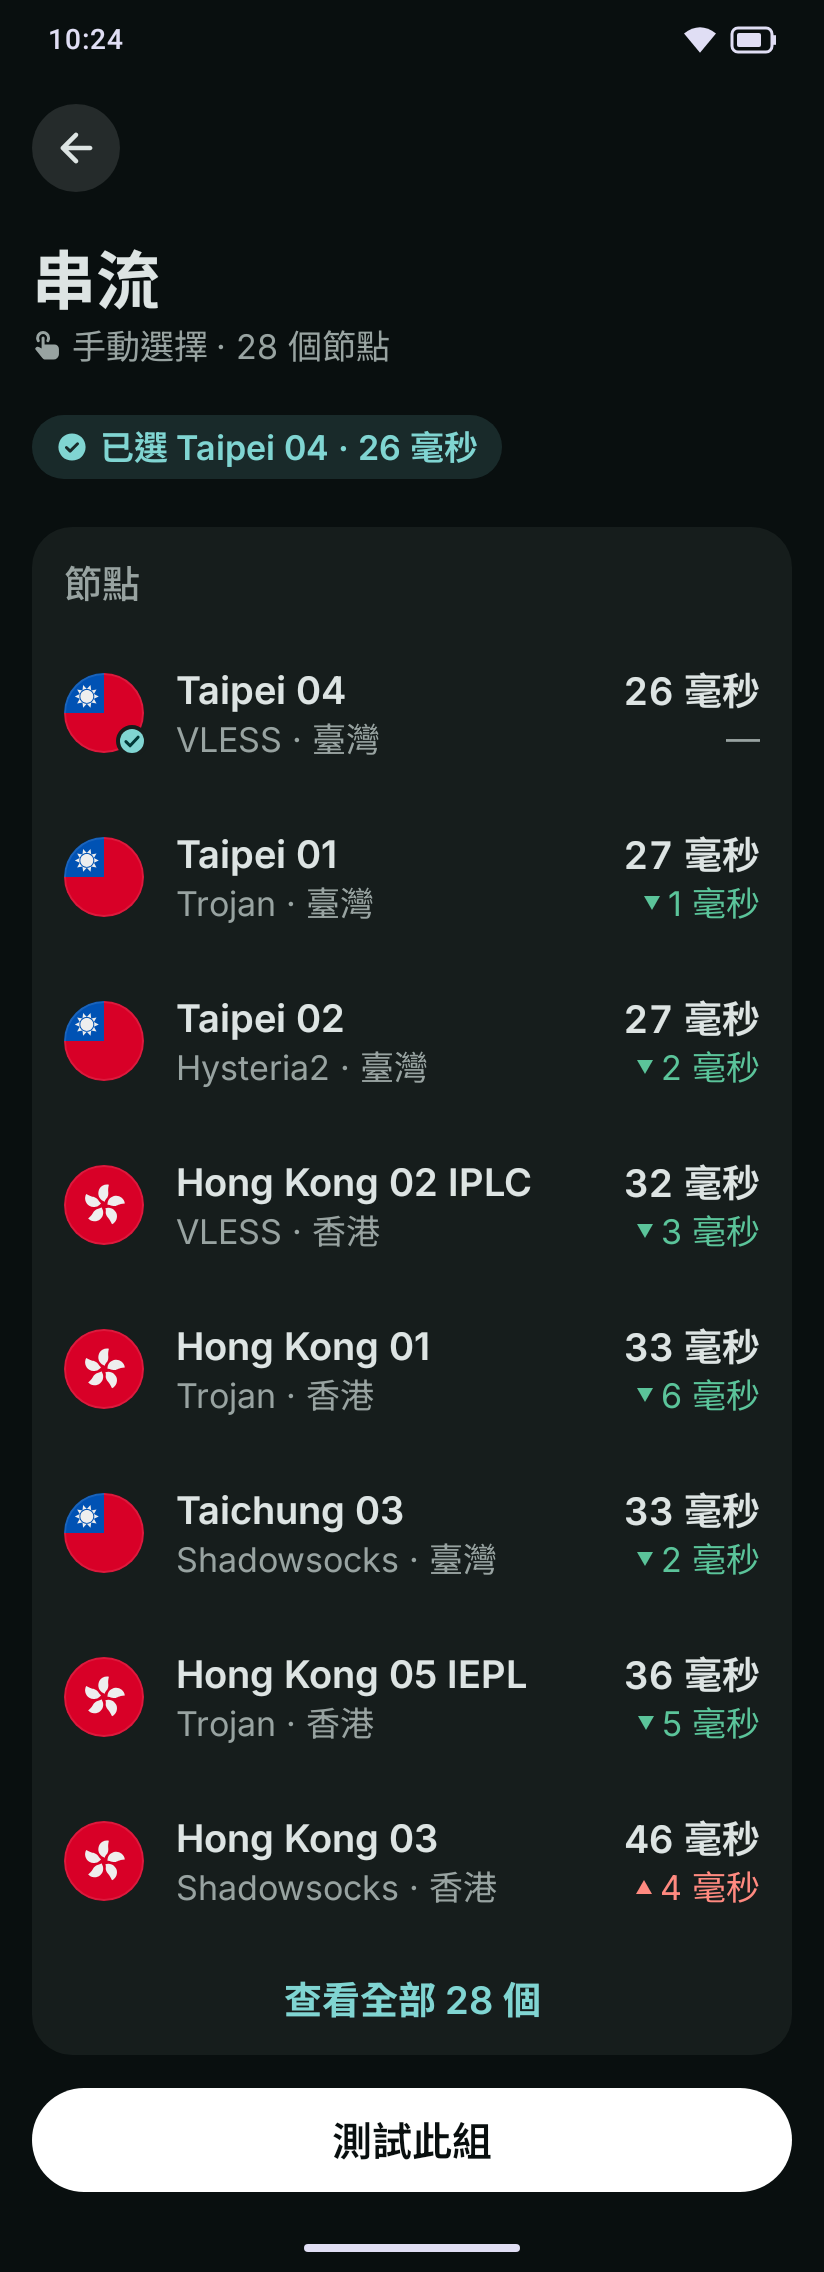 10:24
串流
手動選擇 · 28 個節點
已選 Taipei 04 · 26 毫秒
節點
Taipei 04
26 毫秒
VLESS · 臺灣
—
Taipei 01
27 毫秒
Trojan · 臺灣
▼1 毫秒
Taipei 02
27 毫秒
Hysteria2 · 臺灣
▼2 毫秒
Hong Kong 02 IPLC
32 毫秒
VLESS · 香港
▼3 毫秒
Hong Kong 01
33 毫秒
Trojan · 香港
▼6 毫秒
Taichung 03
33 毫秒
Shadowsocks · 臺灣
▼2 毫秒
Hong Kong 05 IEPL
36 毫秒
Trojan · 香港
▼5 毫秒
Hong Kong 03
46 毫秒
Shadowsocks · 香港
▲4 毫秒
查看全部 28 個
測試此組